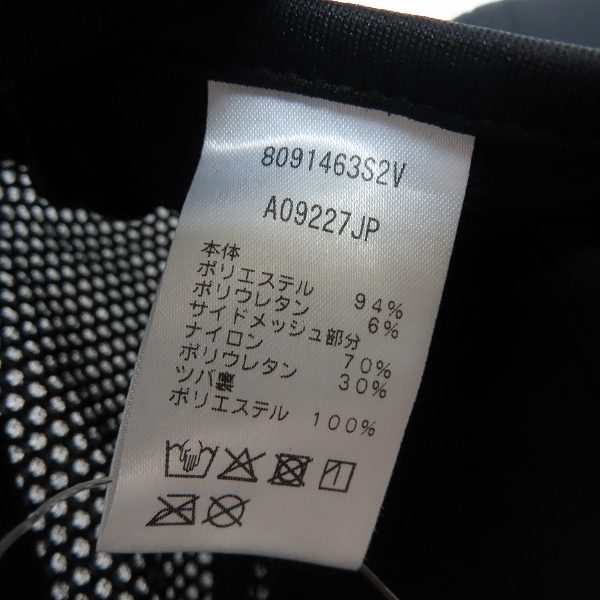 8091463S2V
A09227JP
本体
ポリエステル 94%
ポリウレタン 6%
サイドメッシュ部分
ナイロン 70%
ポリウレタン 30%
ツバ裏
ポリエステル 100%